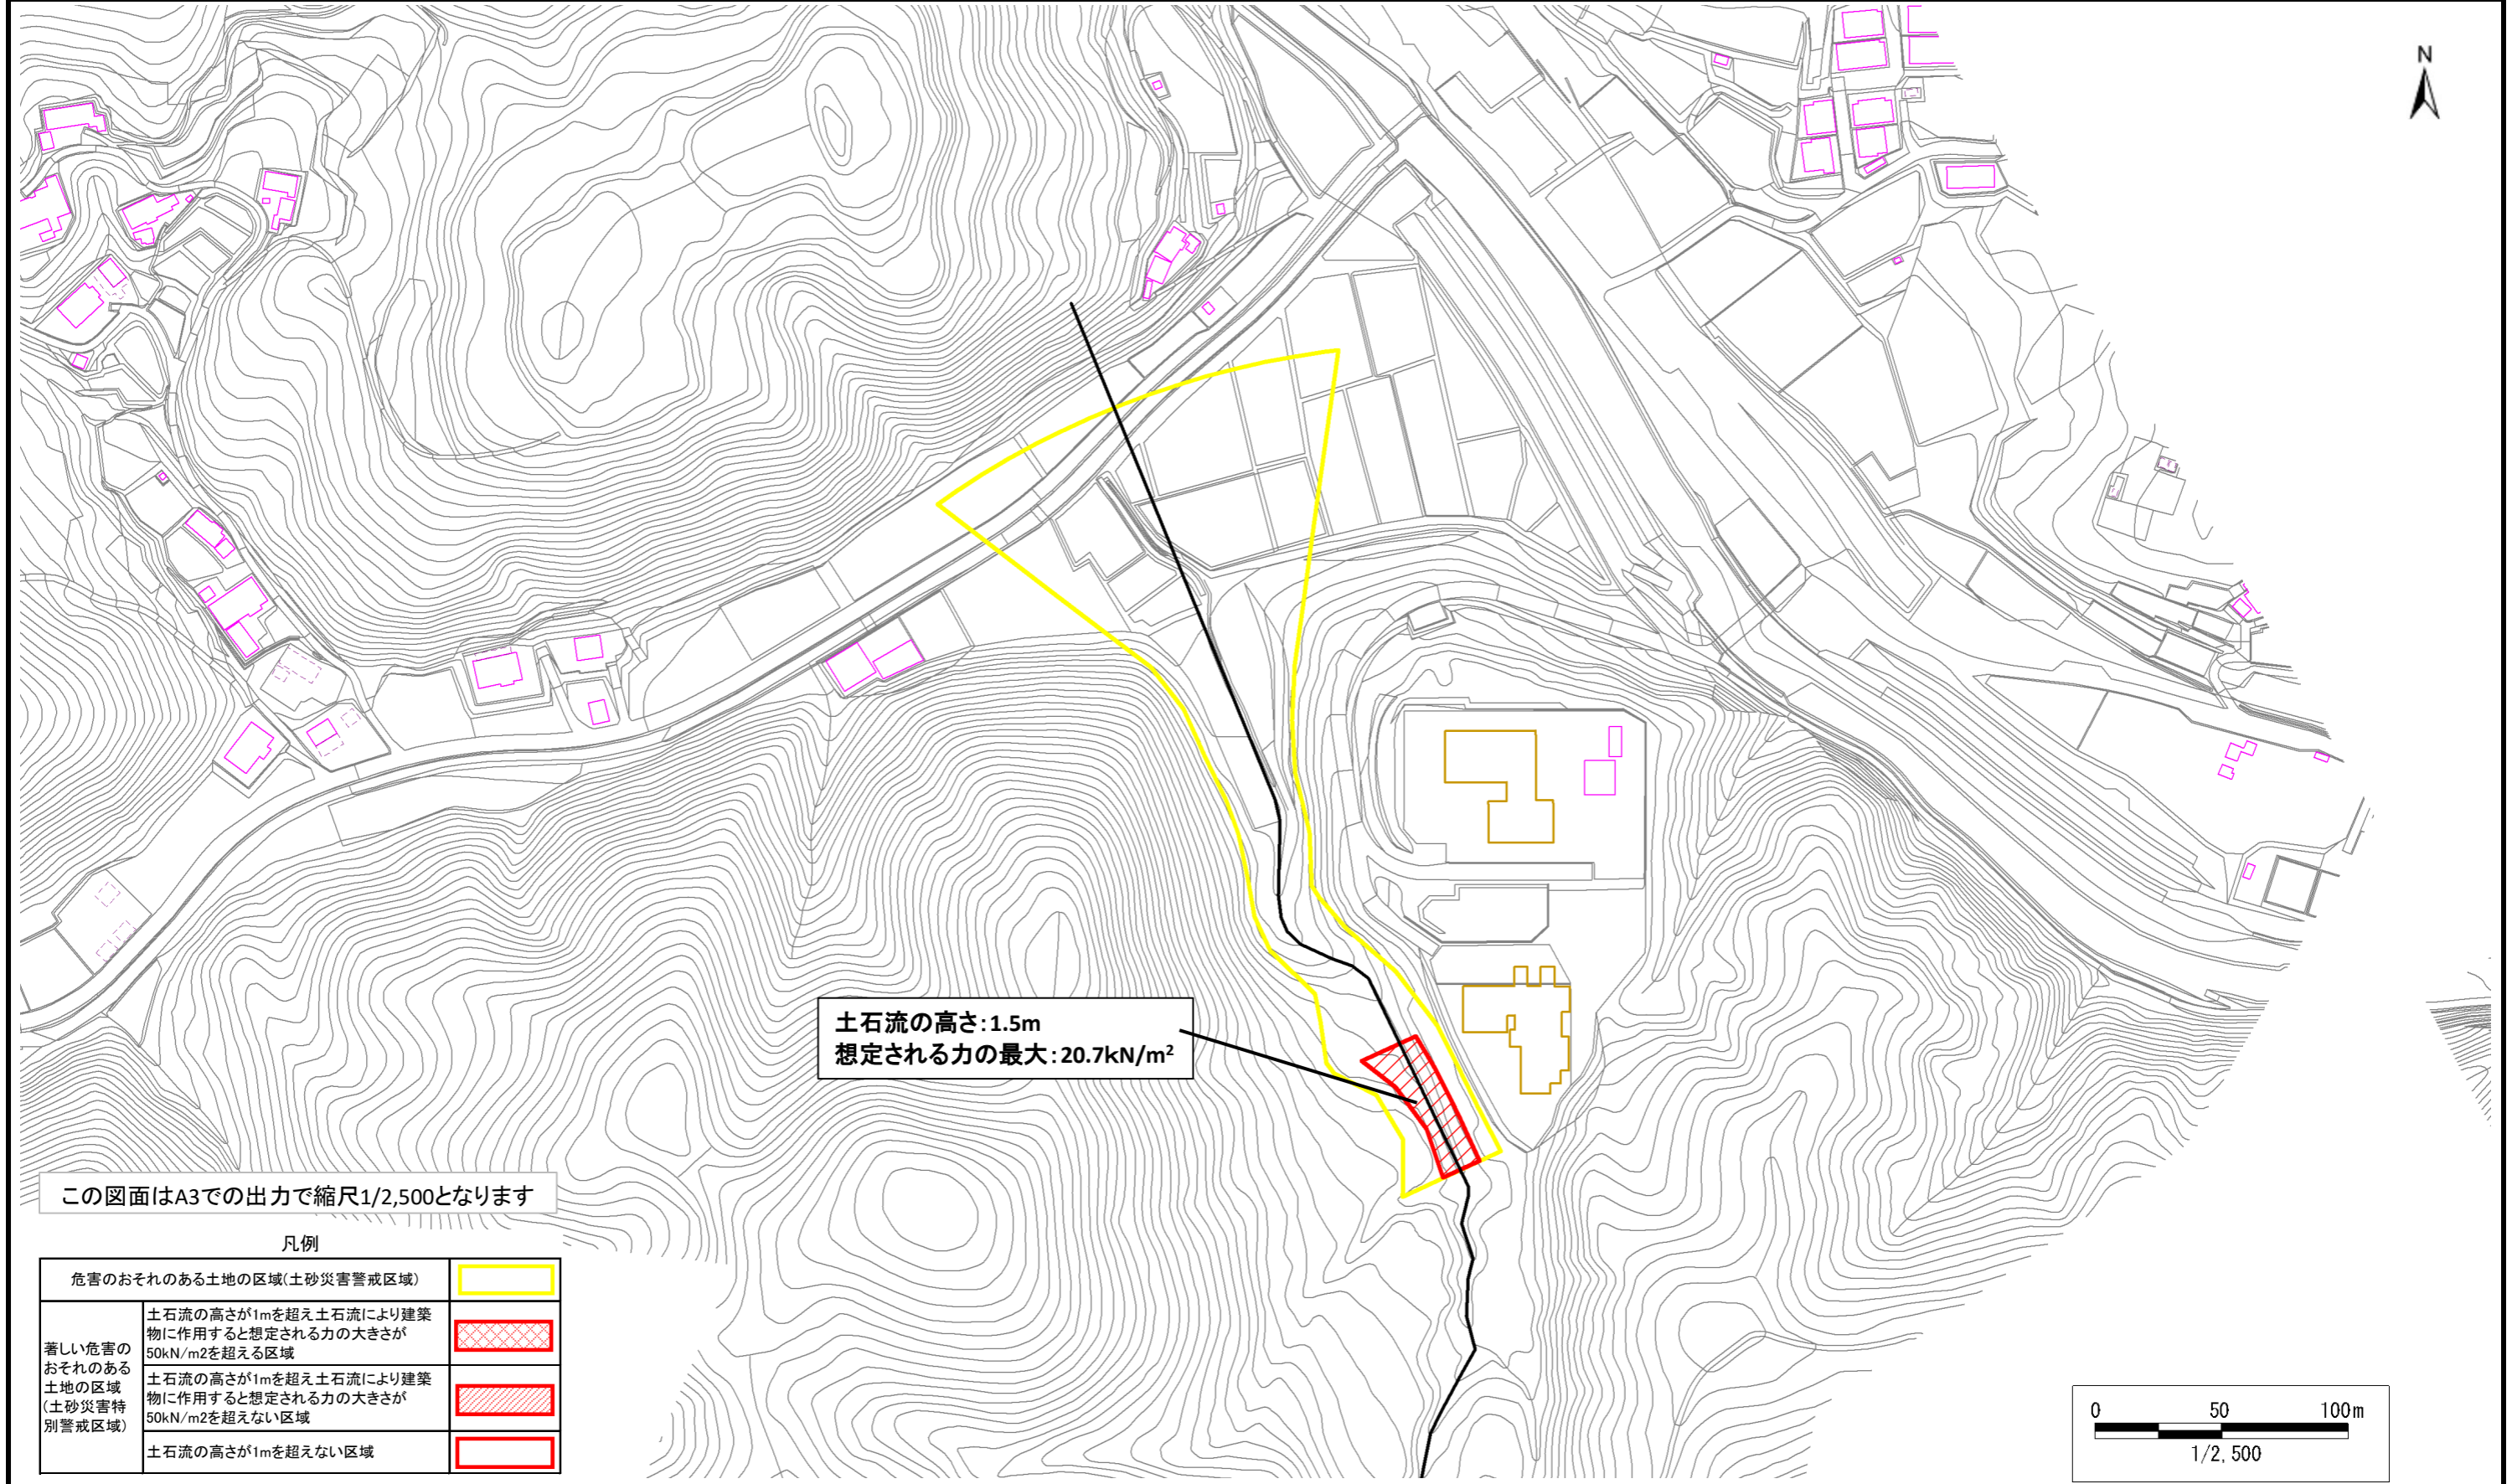 N
土石流の高さ:1.5m
想定される力の最大:20.7kN/m²
この図面はA3での出力で縮尺1/2,500となります
凡例
危害のおそれのある土地の区域(土砂災害警戒区域)
著しい危害の
おそれのある
土地の区域
(土砂災害特
別警戒区域)
土石流の高さが1mを超え土石流により建築
物に作用すると想定される力の大きさが
50kN/m2を超える区域
土石流の高さが1mを超え土石流により建築
物に作用すると想定される力の大きさが
50kN/m2を超えない区域
土石流の高さが1mを超えない区域
0 50 100m
1/2,500